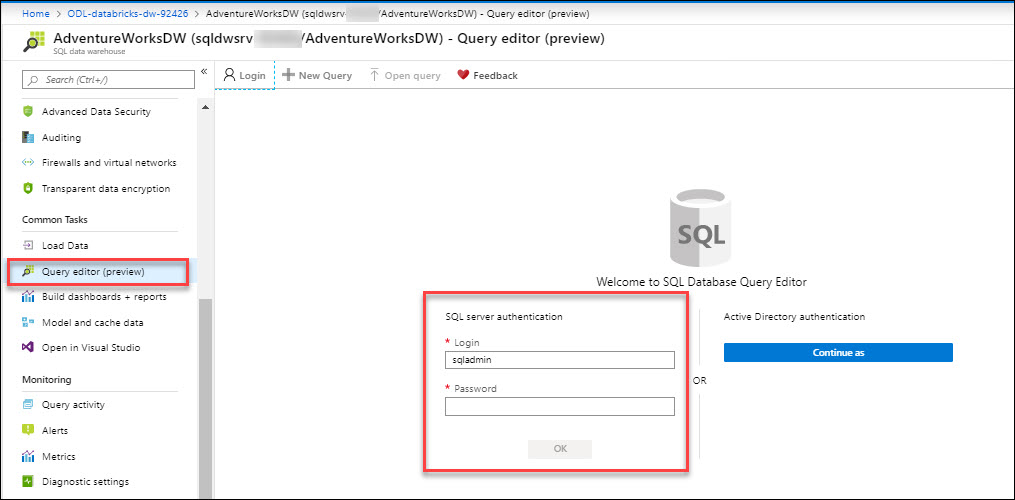 Home > ODL-databricks-dw-92426 > AdventureWorksDW (sqldwsrv- /AdventureWorksDW) - Query editor (preview)
AdventureWorksDW (sqldwsrv /AdventureWorksDW) - Query editor (preview)
SQL data warehouse
Search (Ctrl+/)
«
Login
New Query
Open query
Feedback
Advanced Data Security
Auditing
Firewalls and virtual networks
Transparent data encryption
Common Tasks
Load Data
Query editor (preview)
Build dashboards + reports
Model and cache data
Open in Visual Studio
Monitoring
Query activity
Alerts
Metrics
Diagnostic settings
SQL
Welcome to SQL Database Query Editor
SQL server authentication
* Login
sqladmin
* Password
OK
OR
Active Directory authentication
Continue as